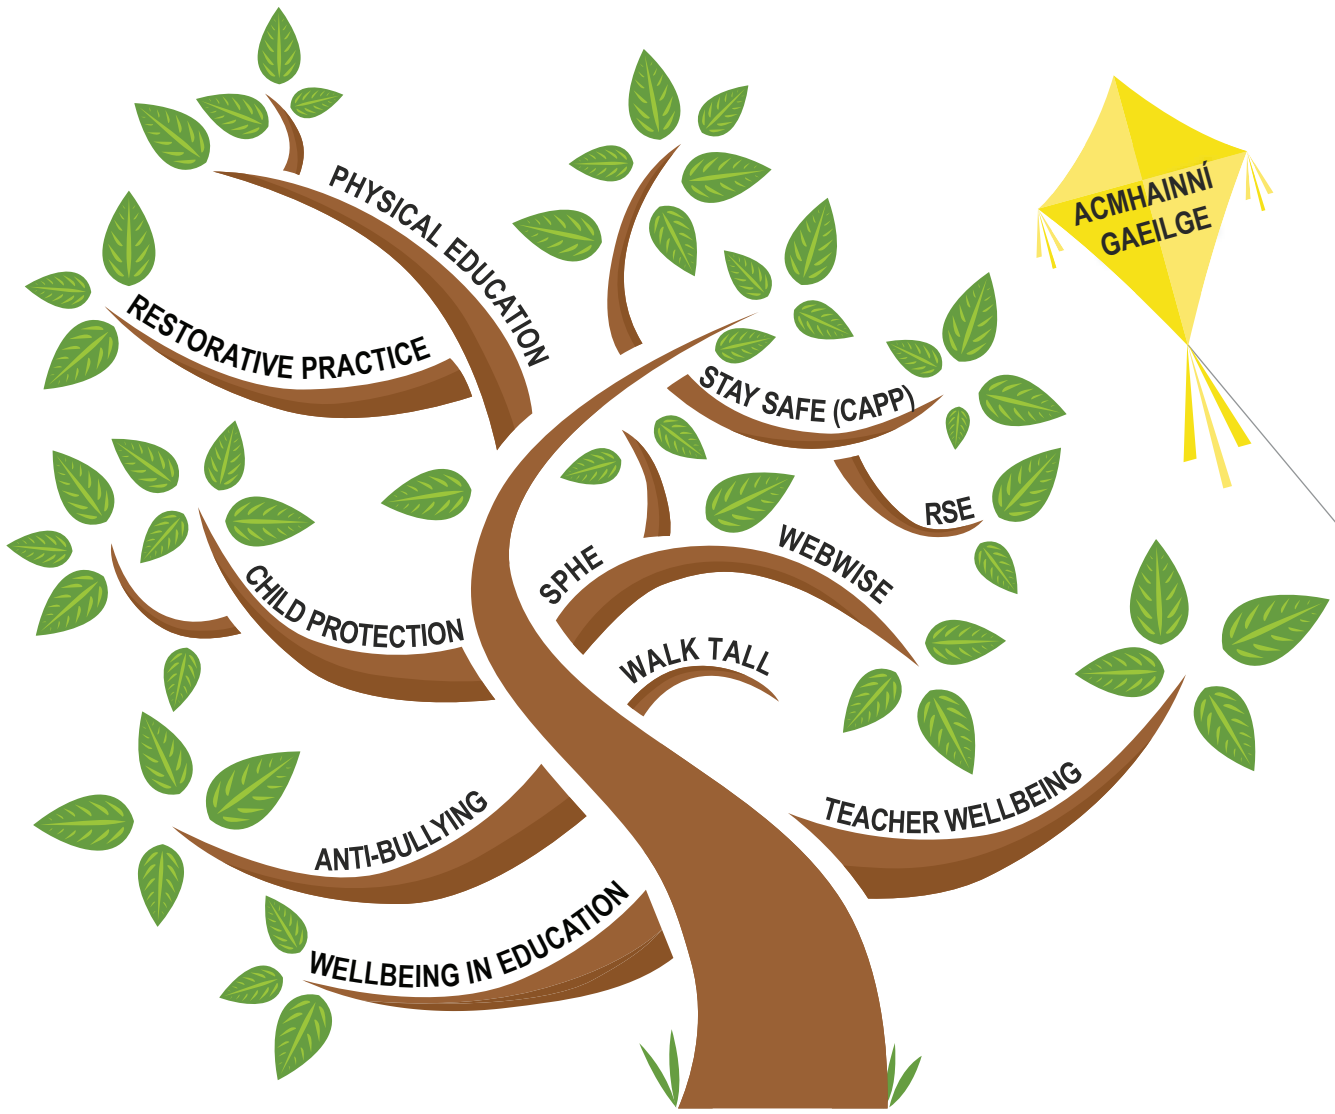 PHYSICAL EDUCATION
ACMHAINNÍ
GAEILGE
RESTORATIVE PRACTICE
STAY SAFE (CAPP)
RSE
WEBWISE
SPHE
CHILD PROTECTION
WALK TALL
TEACHER WELLBEING
ANTI-BULLYING
WELLBEING IN EDUCATION